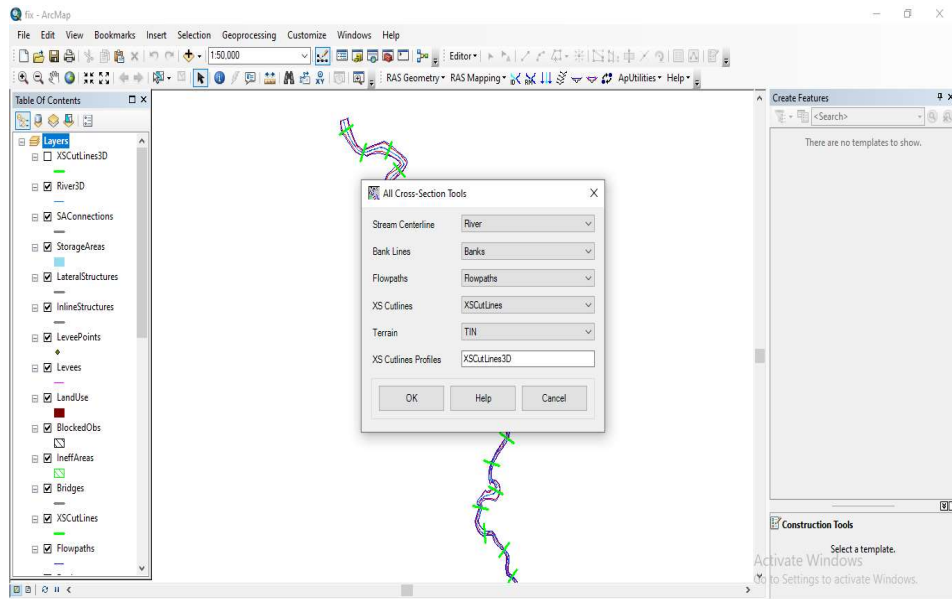 fix - ArcMap
File Edit View Bookmarks Insert Selection Geoprocessing Customize Windows Help
1:50,000
Editor
RAS Geometry RAS Mapping ApUtilities Help
Table Of Contents
Layers
XSCutLines3D
River3D
SAConnections
StorageAreas
LateralStructures
InlineStructures
LeveePoints
Levees
LandUse
BlockedObs
IneffAreas
Bridges
XSCutLines
Flowpaths
All Cross-Section Tools
Stream Centerline River
Bank Lines Banks
Flowpaths Flowpaths
XS Cutlines XSCutLines
Terrain TIN
XS Cutlines Profiles XSCutLines3D
OK Help Cancel
Create Features
<Search>
There are no templates to show.
Construction Tools
Select a template.
Activate Windows
Go to Settings to activate Windows.